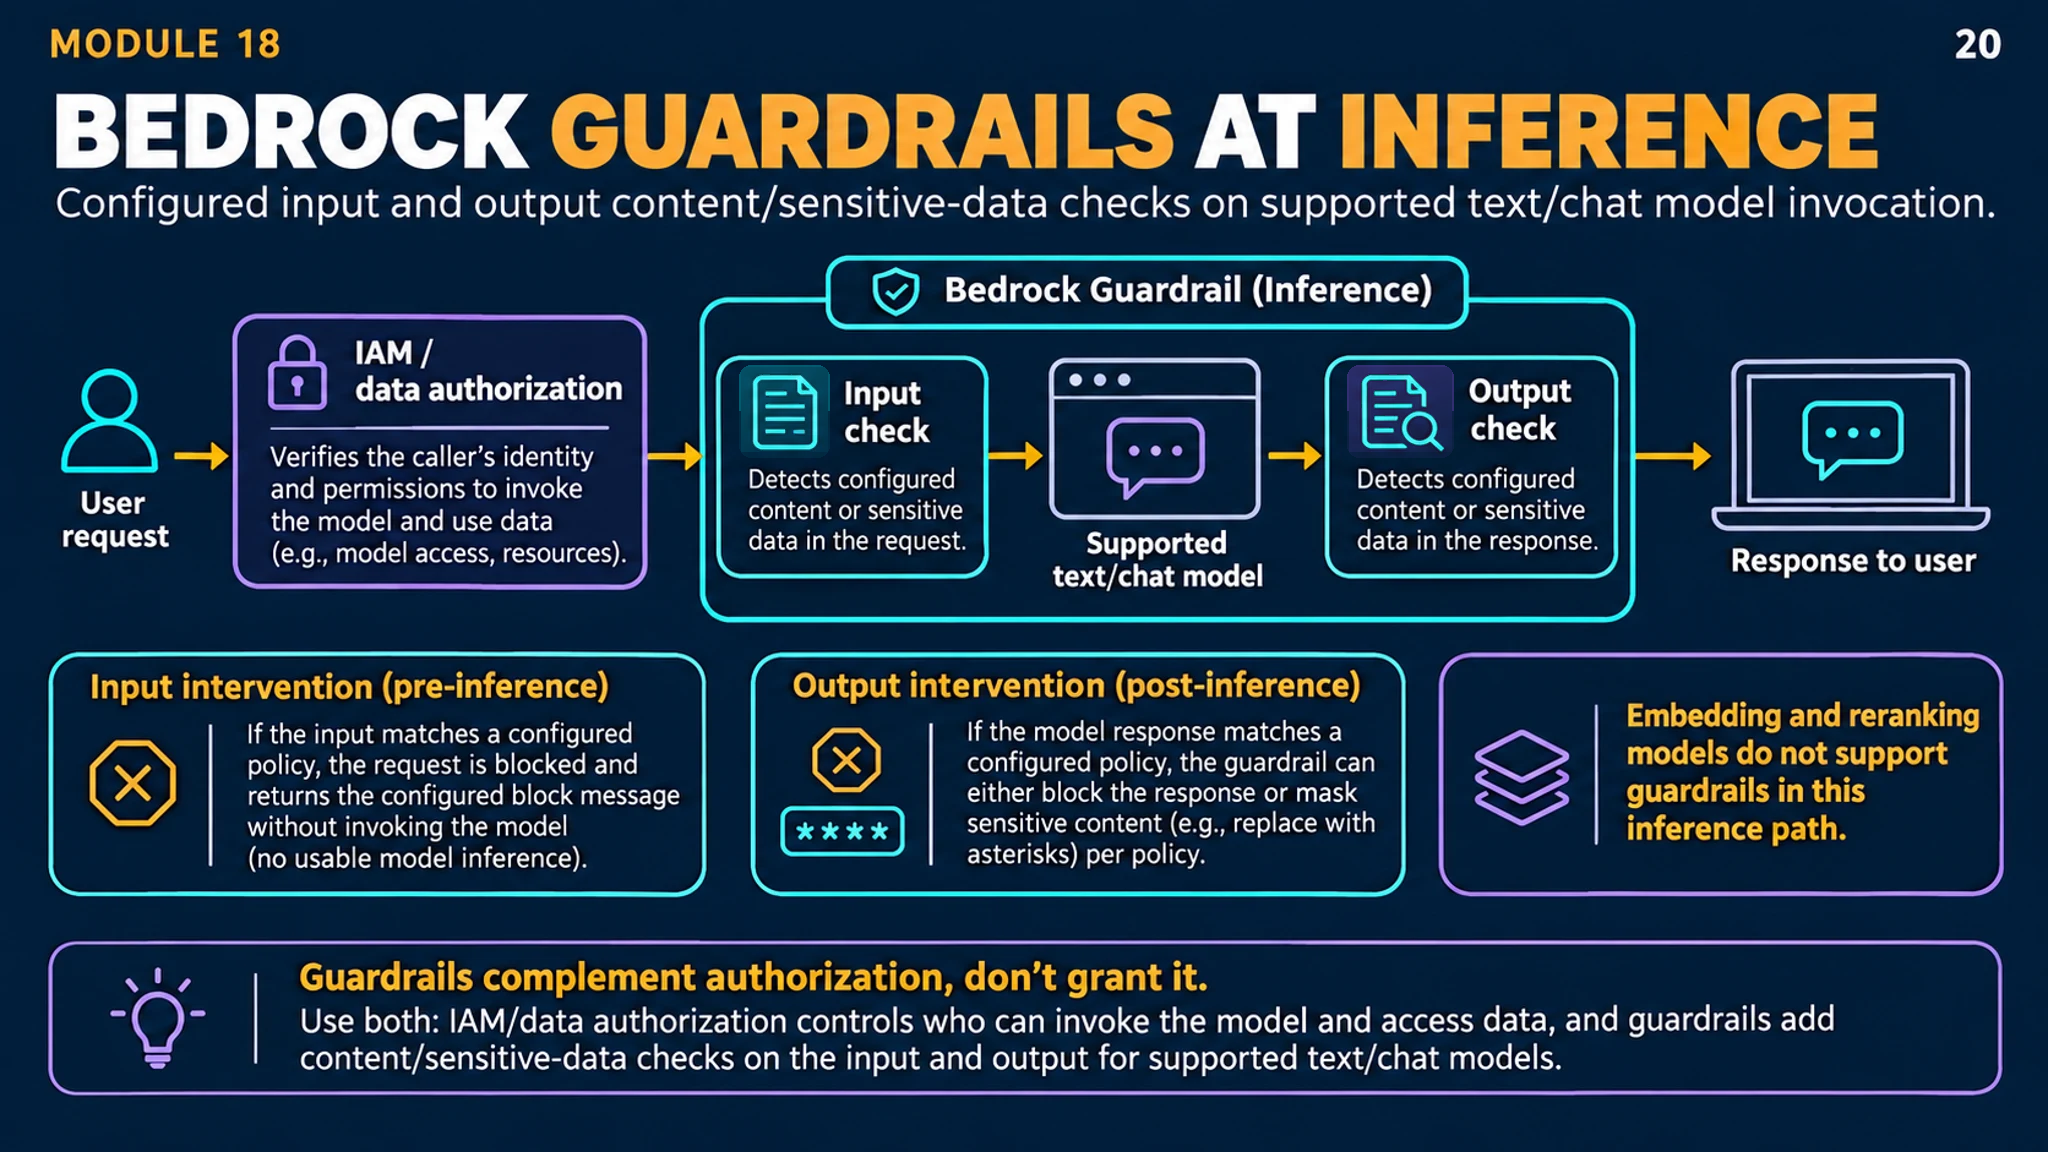 MODULE 18
20
BEDROCK GUARDRAILS AT INFERENCE
Configured input and output content/sensitive-data checks on supported text/chat model invocation.
Bedrock Guardrail (Inference)
User
request
IAM /
data authorization
Verifies the caller's identity
and permissions to invoke
the model and use data
(e.g., model access, resources).
Input
check
Detects configured
content or sensitive
data in the request.
Supported
text/chat model
Output
check
Detects configured
content or sensitive
data in the response.
Response to user
Input intervention (pre-inference)
If the input matches a configured
policy, the request is blocked and
returns the configured block message
without invoking the model
(no usable model inference).
Output intervention (post-inference)
****
If the model response matches a
configured policy, the guardrail can
either block the response or mask
sensitive content (e.g., replace with
asterisks) per policy.
Embedding and reranking
models do not support
guardrails in this
inference path.
Guardrails complement authorization, don't grant it.
Use both: IAM/data authorization controls who can invoke the model and access data, and guardrails add
content/sensitive-data checks on the input and output for supported text/chat models.